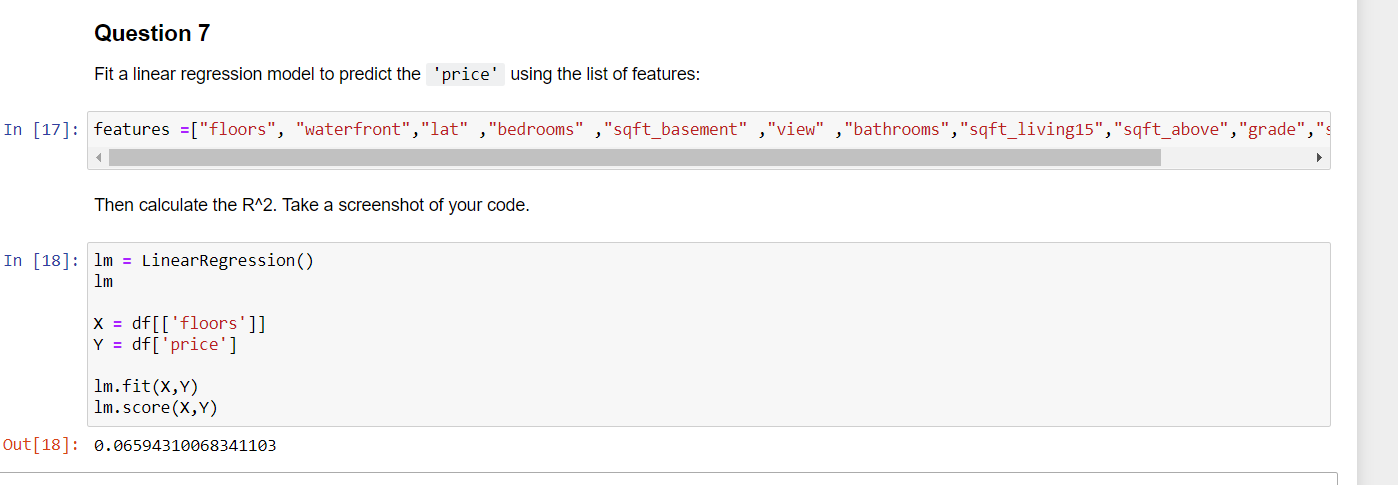 Question 7
Fit a linear regression model to predict the 'price' using the list of features:
In [17]: features =["floors", "waterfront","lat" ,"bedrooms" ,"sqft_basement" ,"view" ,"bathrooms","sqft_living15","sqft_above","grade","s
Then calculate the R^2. Take a screenshot of your code.
In [18]: lm = LinearRegression()
lm
X = df[['floors']]
Y = df['price']
lm.fit(X,Y)
lm.score(X,Y)
Out[18]: 0.06594310068341103